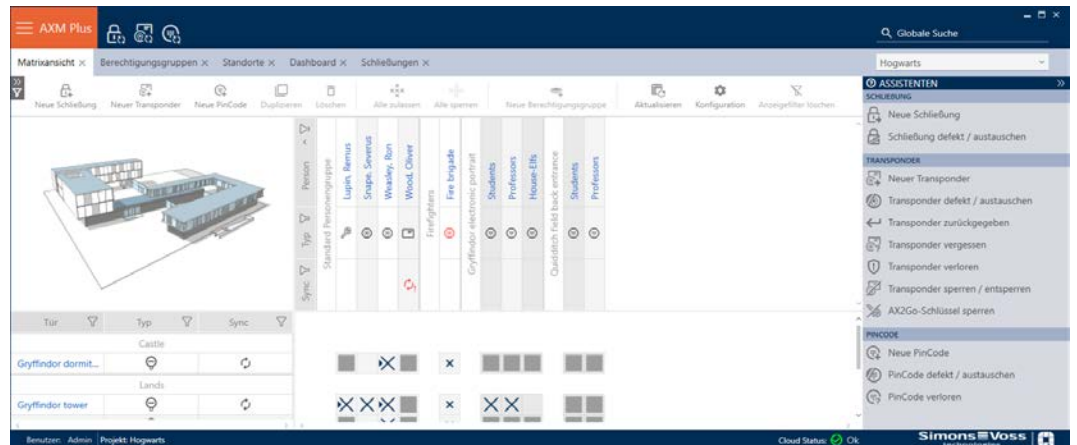 AXM Plus
Globale Suche
Matrixansicht
Berechtigungsgruppen
Standorte
Dashboard
Schließungen
Hogwarts
Neue Schließung
Neuer Transponder
Neue PinCode
Duplizieren
Löschen
Alle zulassen
Alle sperren
Neue Berechtigungsgruppe
Aktualisieren
Konfiguration
Anzeigefilter löschen
ASSISTENTEN
SCHLIEßUNG
Neue Schließung
Schließung defekt / austauschen
TRANSPONDER
Neuer Transponder
Transponder defekt / austauschen
Transponder zurückgegeben
Transponder vergessen
Transponder verloren
Transponder sperren / entsperren
AX2Go-Schlüssel sperren
PINCODE
Neue PinCode
PinCode defekt / austauschen
PinCode verloren
Person
Typ
Sync
Standard Personengruppe
Lupin, Remus
Snape, Severus
Weasley, Ron
Wood, Oliver
Firefighters
Fire brigade
Gryffindor electronic portrait
Students
Professors
House-Elfs
Quidditch field back entrance
Students
Professors
Tür
Typ
Sync
Castle
Gryffindor dormit...
Lands
Gryffindor tower
Benutzer: Admin
Projekt: Hogwarts
Cloud Status: Ok
Simons Voss
technologies